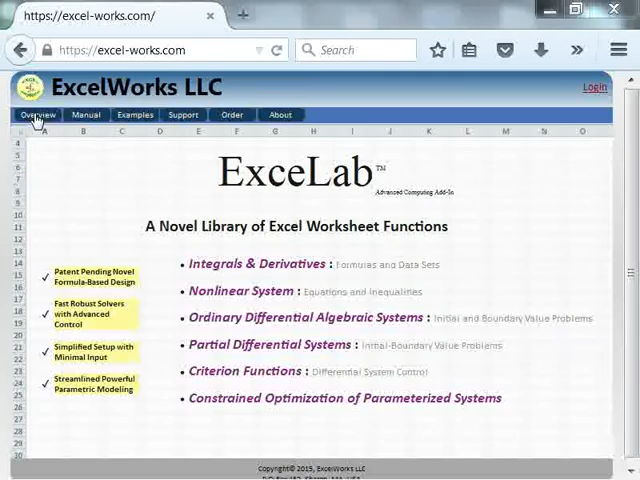 https://excel-works.com/
https://excel-works.com
Search
ExcelWorks LLC
Login
Overview Manual Examples Support Order About
A B C D E F G H I J K L M N O
4
5
6
7
8
9
10
11
12
13
14
15
16
17
18
19
20
21
22
23
24
25
26
27
28
29
30
ExceLab™
Advanced Computing Add-In
A Novel Library of Excel Worksheet Functions
✓ Patent Pending Novel
Formula-Based Design
✓ Fast Robust Solvers
with Advanced
Control
✓ Simplified Setup with
Minimal Input
✓ Streamlined Powerful
Parametric Modeling
• Integrals & Derivatives : Formulas and Data Sets
• Nonlinear System : Equations and Inequalities
• Ordinary Differential Algebraic Systems : Initial and Boundary Value Problems
• Partial Differential Systems : Initial-Boundary Value Problems
• Criterion Functions : Differential System Control
• Constrained Optimization of Parameterized Systems
Copyright© 2015, ExcelWorks LLC